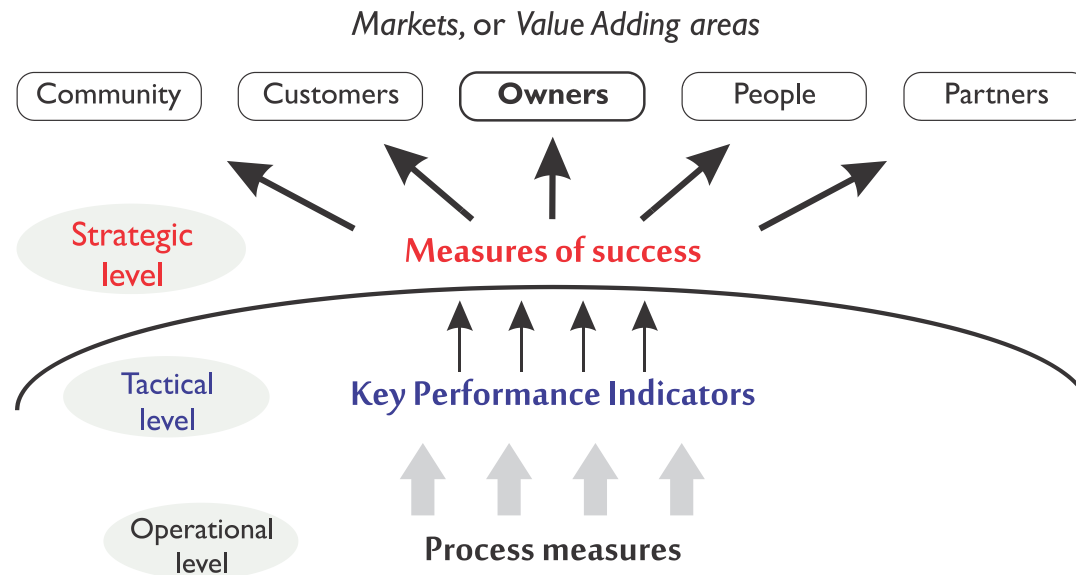 Markets, or Value Adding areas
Community
Customers
Owners
People
Partners
Strategic
level
Measures of success
Tactical
level
Key Performance Indicators
Operational
level
Process measures